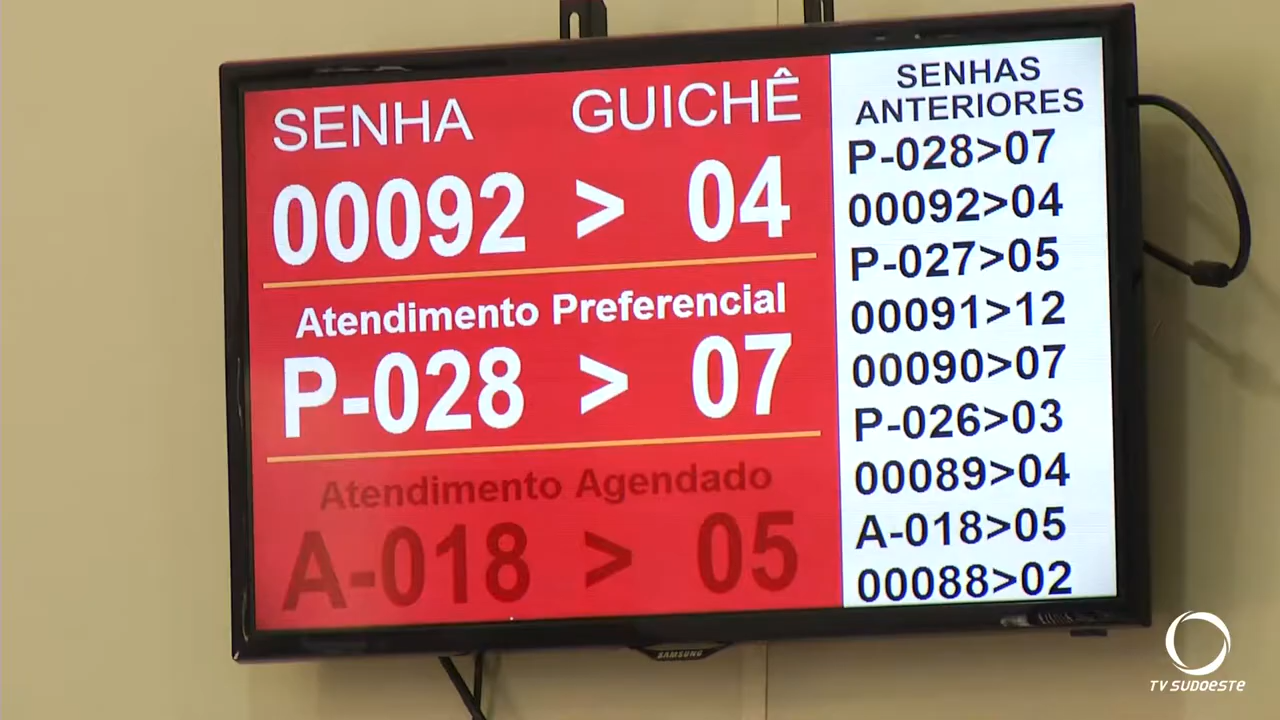 SENHA GUICHÊ
00092 > 04
Atendimento Preferencial
P-028 > 07
Atendimento Agendado
A-018 > 05
SENHAS
ANTERIORES
P-028>07
00092>04
P-027>05
00091>12
00090>07
P-026>03
00089>04
A-018>05
00088>02
SAMSUNG
TV SUDOESTE